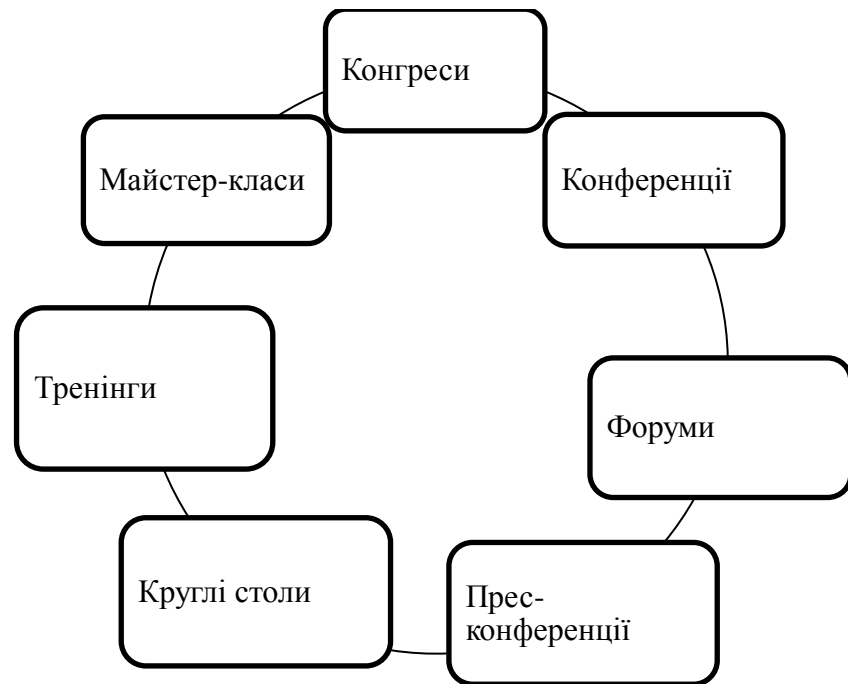 Конгреси
Конференції
Форуми
Прес-
конференції
Круглі столи
Тренінги
Майстер-класи